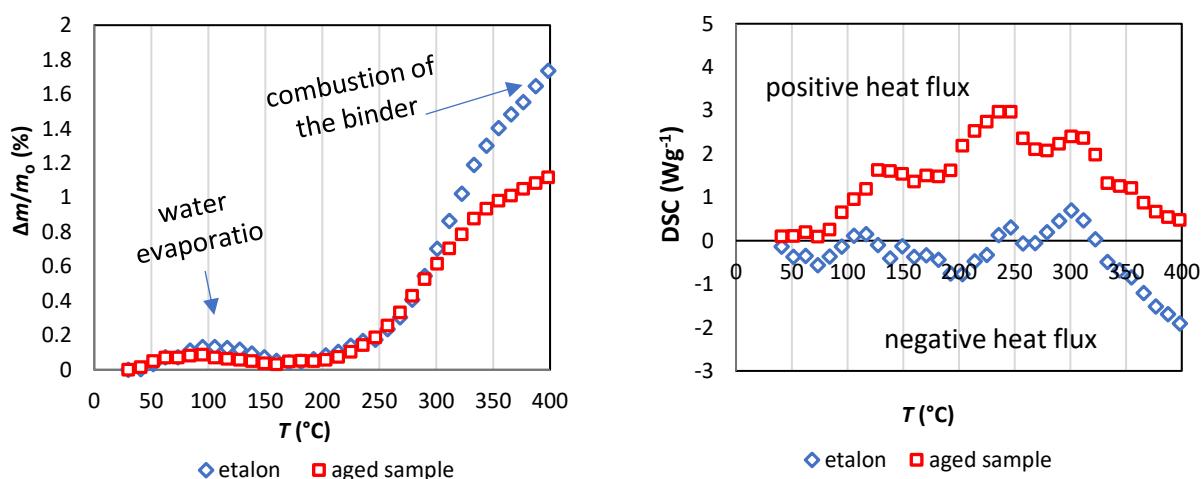 2
1.8
1.6
1.4
1.2
1
0.8
0.6
0.4
0.2
0
Δm/mₒ (%)
combustion of
the binder
water
evaporatio
0 50 100 150 200 250 300 350 400
T (°C)
etalon aged sample
5
4
3
2
1
0
-1
-2
-3
DSC (Wg⁻¹)
positive heat flux
0 50 100 150 200 250 300 350 400
negative heat flux
T (°C)
etalon aged sample